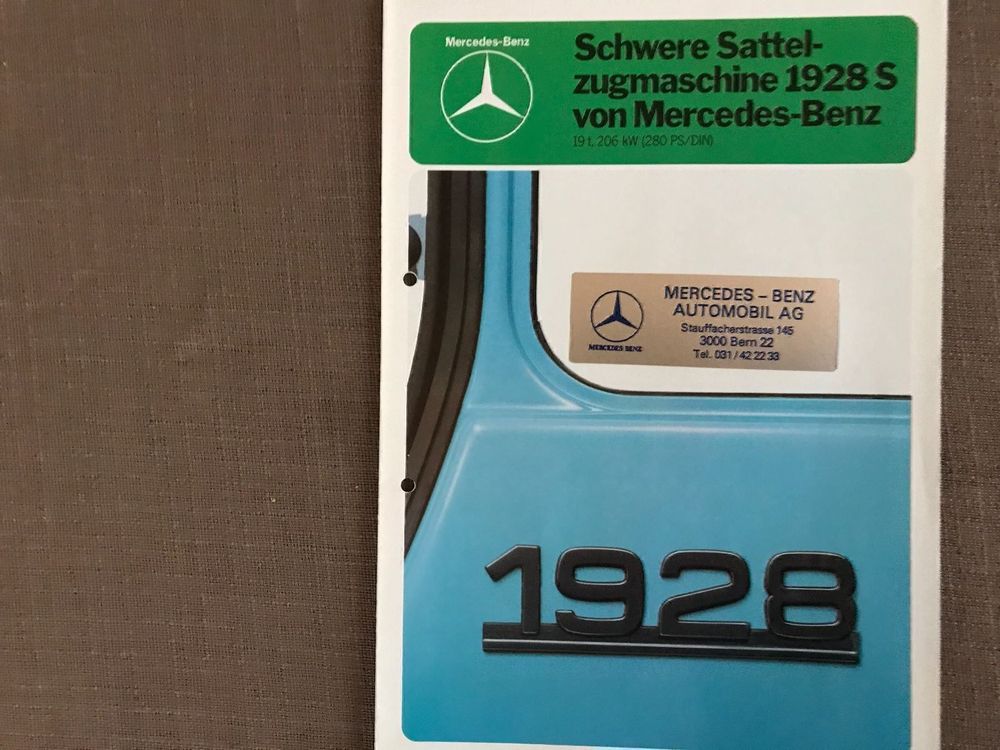 Mercedes-Benz
Schwere Sattel-
zugmaschine 1928 S
von Mercedes-Benz
19 t, 206 kW (280 PS/DIN)
MERCEDES – BENZ
AUTOMOBIL AG
Stauffacherstrasse 145
3000 Bern 22
Tel. 031/42 22 33
MERCEDES BENZ
1928